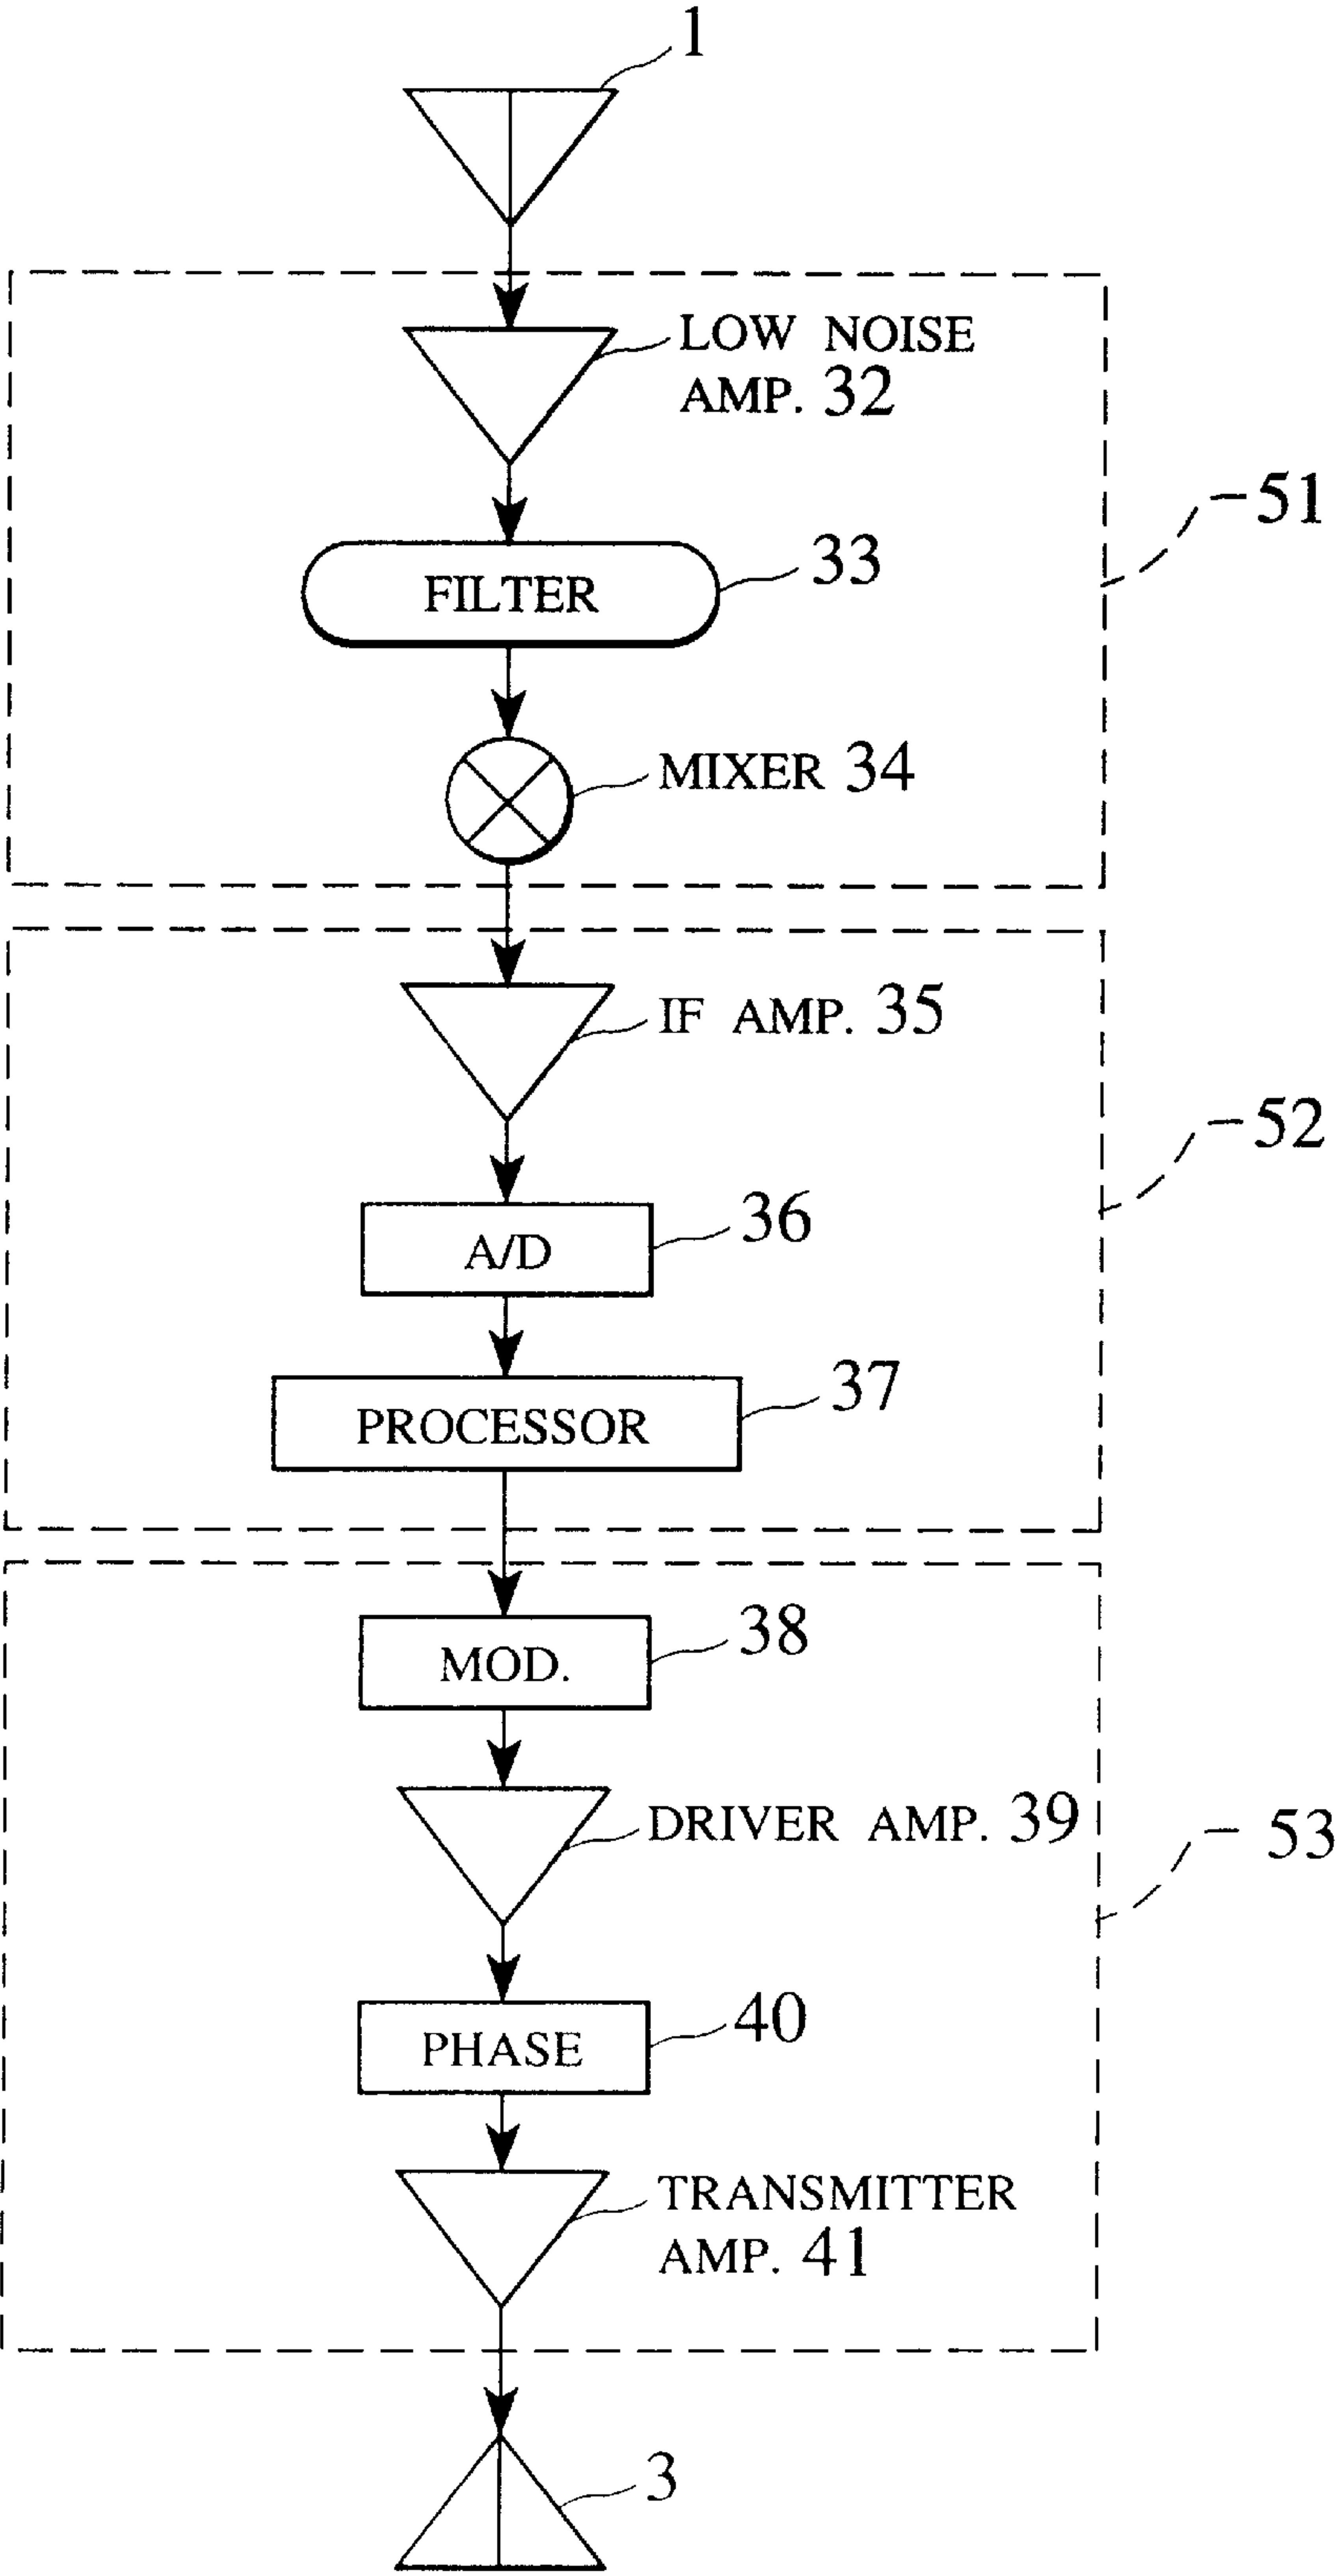 1
LOW NOISE
AMP. 32
51
FILTER
33
MIXER 34
IF AMP. 35
52
A/D
36
PROCESSOR
37
MOD.
38
DRIVER AMP. 39
53
PHASE
40
TRANSMITTER
AMP. 41
3